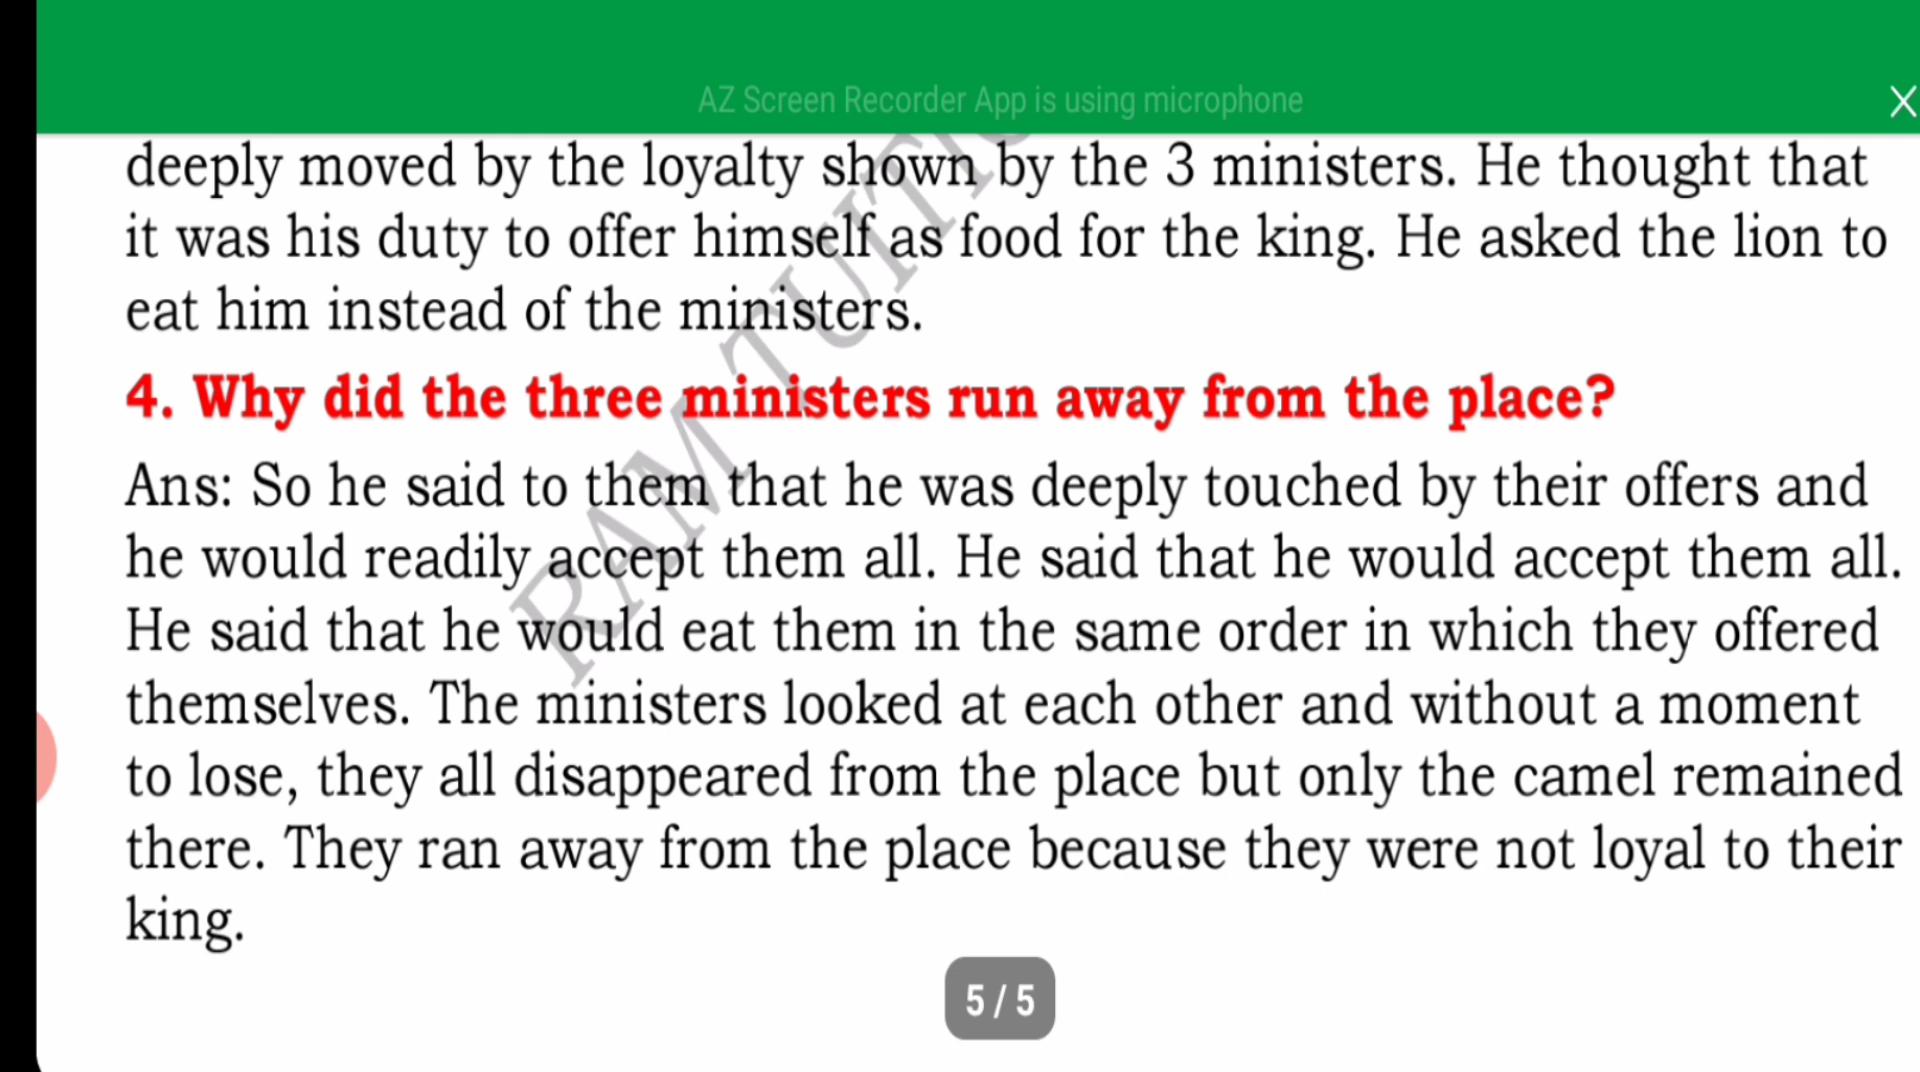 AZ Screen Recorder App is using microphone
deeply moved by the loyalty shown by the 3 ministers. He thought that
it was his duty to offer himself as food for the king. He asked the lion to
eat him instead of the ministers.
4. Why did the three ministers run away from the place?
Ans: So he said to them that he was deeply touched by their offers and
he would readily accept them all. He said that he would accept them all.
He said that he would eat them in the same order in which they offered
themselves. The ministers looked at each other and without a moment
to lose, they all disappeared from the place but only the camel remained
there. They ran away from the place because they were not loyal to their
king.
RAM TUITIO
5 / 5